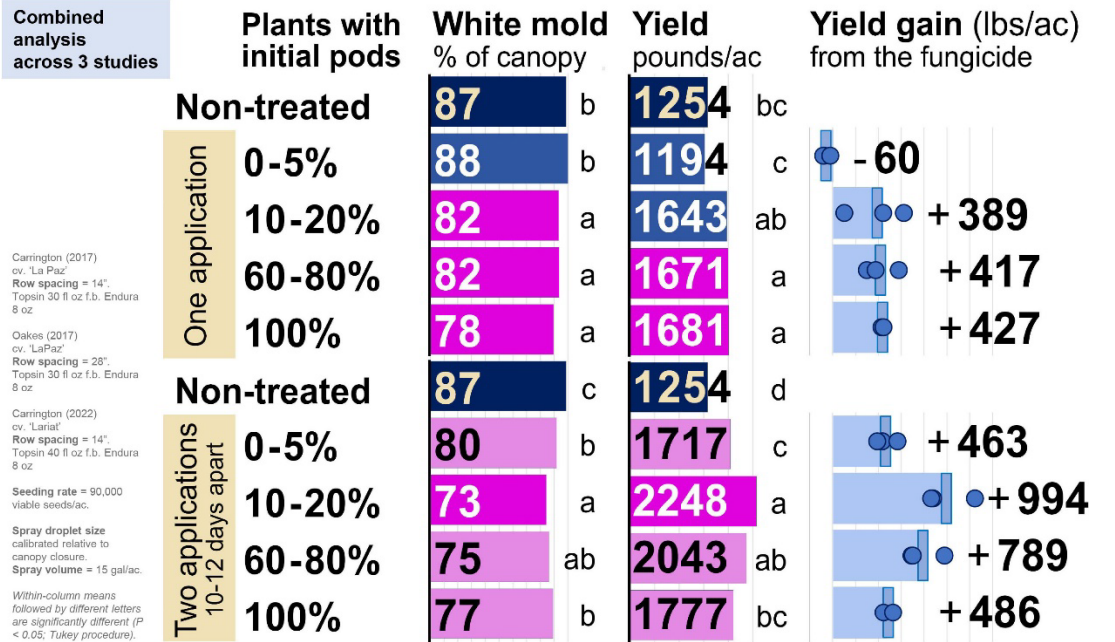 Combined
analysis
across 3 studies
Plants with
initial pods
White mold
% of canopy
Yield
pounds/ac
Yield gain (lbs/ac)
from the fungicide
Non-treated 87 b 1254 bc
One application
0-5% 88 b 1194 c - 60
10-20% 82 a 1643 ab + 389
60-80% 82 a 1671 a + 417
100% 78 a 1681 a + 427
Non-treated 87 c 1254 d
Two applications
10-12 days apart
0-5% 80 b 1717 c + 463
10-20% 73 a 2248 a + 994
60-80% 75 ab 2043 ab + 789
100% 77 b 1777 bc + 486
Carrington (2017)
cv. 'La Paz'
Row spacing = 14".
Topsin 30 fl oz f.b. Endura
8 oz
Oakes (2017)
cv. 'LaPaz'
Row spacing = 28".
Topsin 30 fl oz f.b. Endura
8 oz
Carrington (2022)
cv. 'Lariat'
Row spacing = 14".
Topsin 40 fl oz f.b. Endura
8 oz
Seeding rate = 90,000
viable seeds/ac.
Spray droplet size
calibrated relative to
canopy closure.
Spray volume = 15 gal/ac.
Within-column means
followed by different letters
are significantly different (P
< 0.05; Tukey procedure).